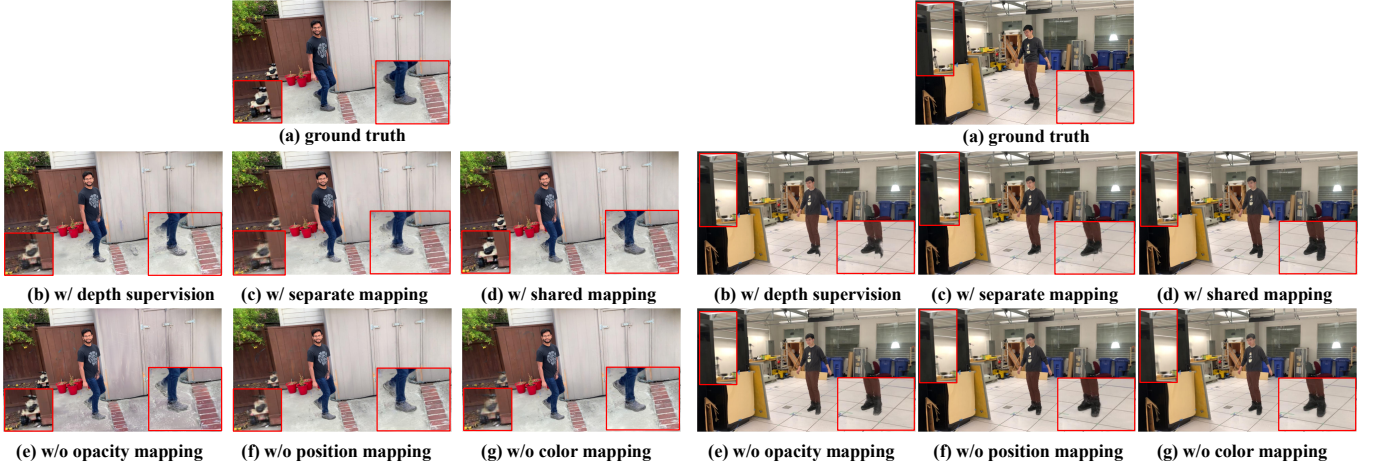 (a) ground truth
(a) ground truth
(b) w/ depth supervision
(c) w/ separate mapping
(d) w/ shared mapping
(b) w/ depth supervision
(c) w/ separate mapping
(d) w/ shared mapping
(e) w/o opacity mapping
(f) w/o position mapping
(g) w/o color mapping
(e) w/o opacity mapping
(f) w/o position mapping
(g) w/o color mapping